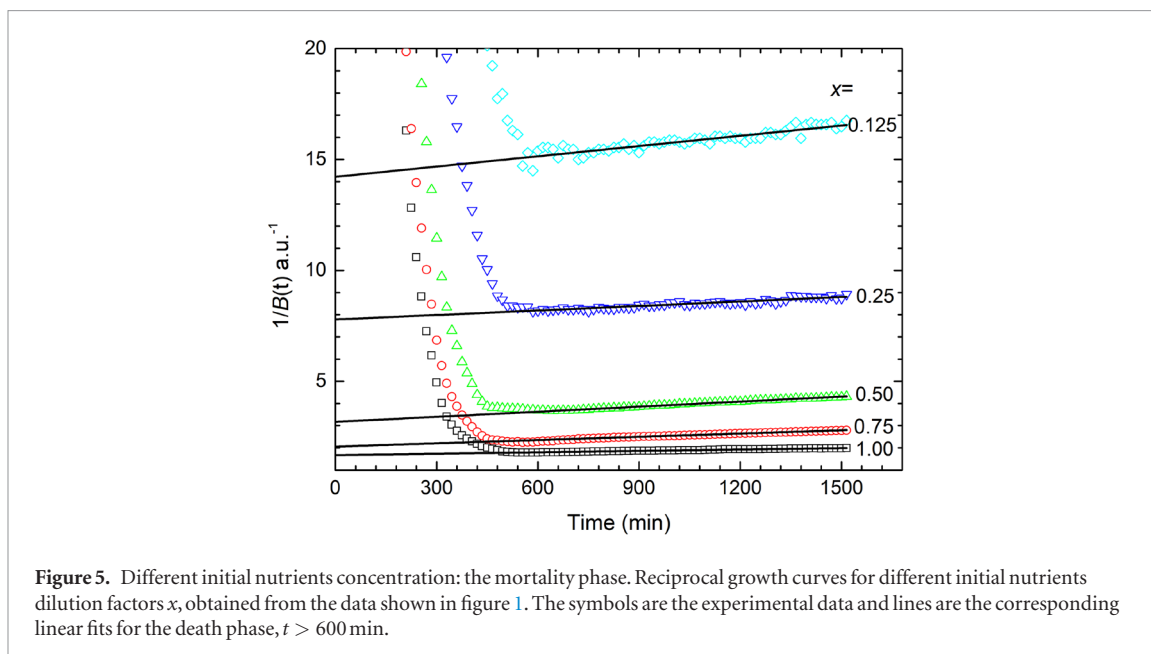 20
15
10
5
1/B(t) a.u.-1
x=
0.125
0.25
0.50
0.75
1.00
0 300 600 900 1200 1500
Time (min)
Figure 5. Different initial nutrients concentration: the mortality phase. Reciprocal growth curves for different initial nutrients
dilution factors x, obtained from the data shown in figure 1. The symbols are the experimental data and lines are the corresponding
linear fits for the death phase, t > 600 min.